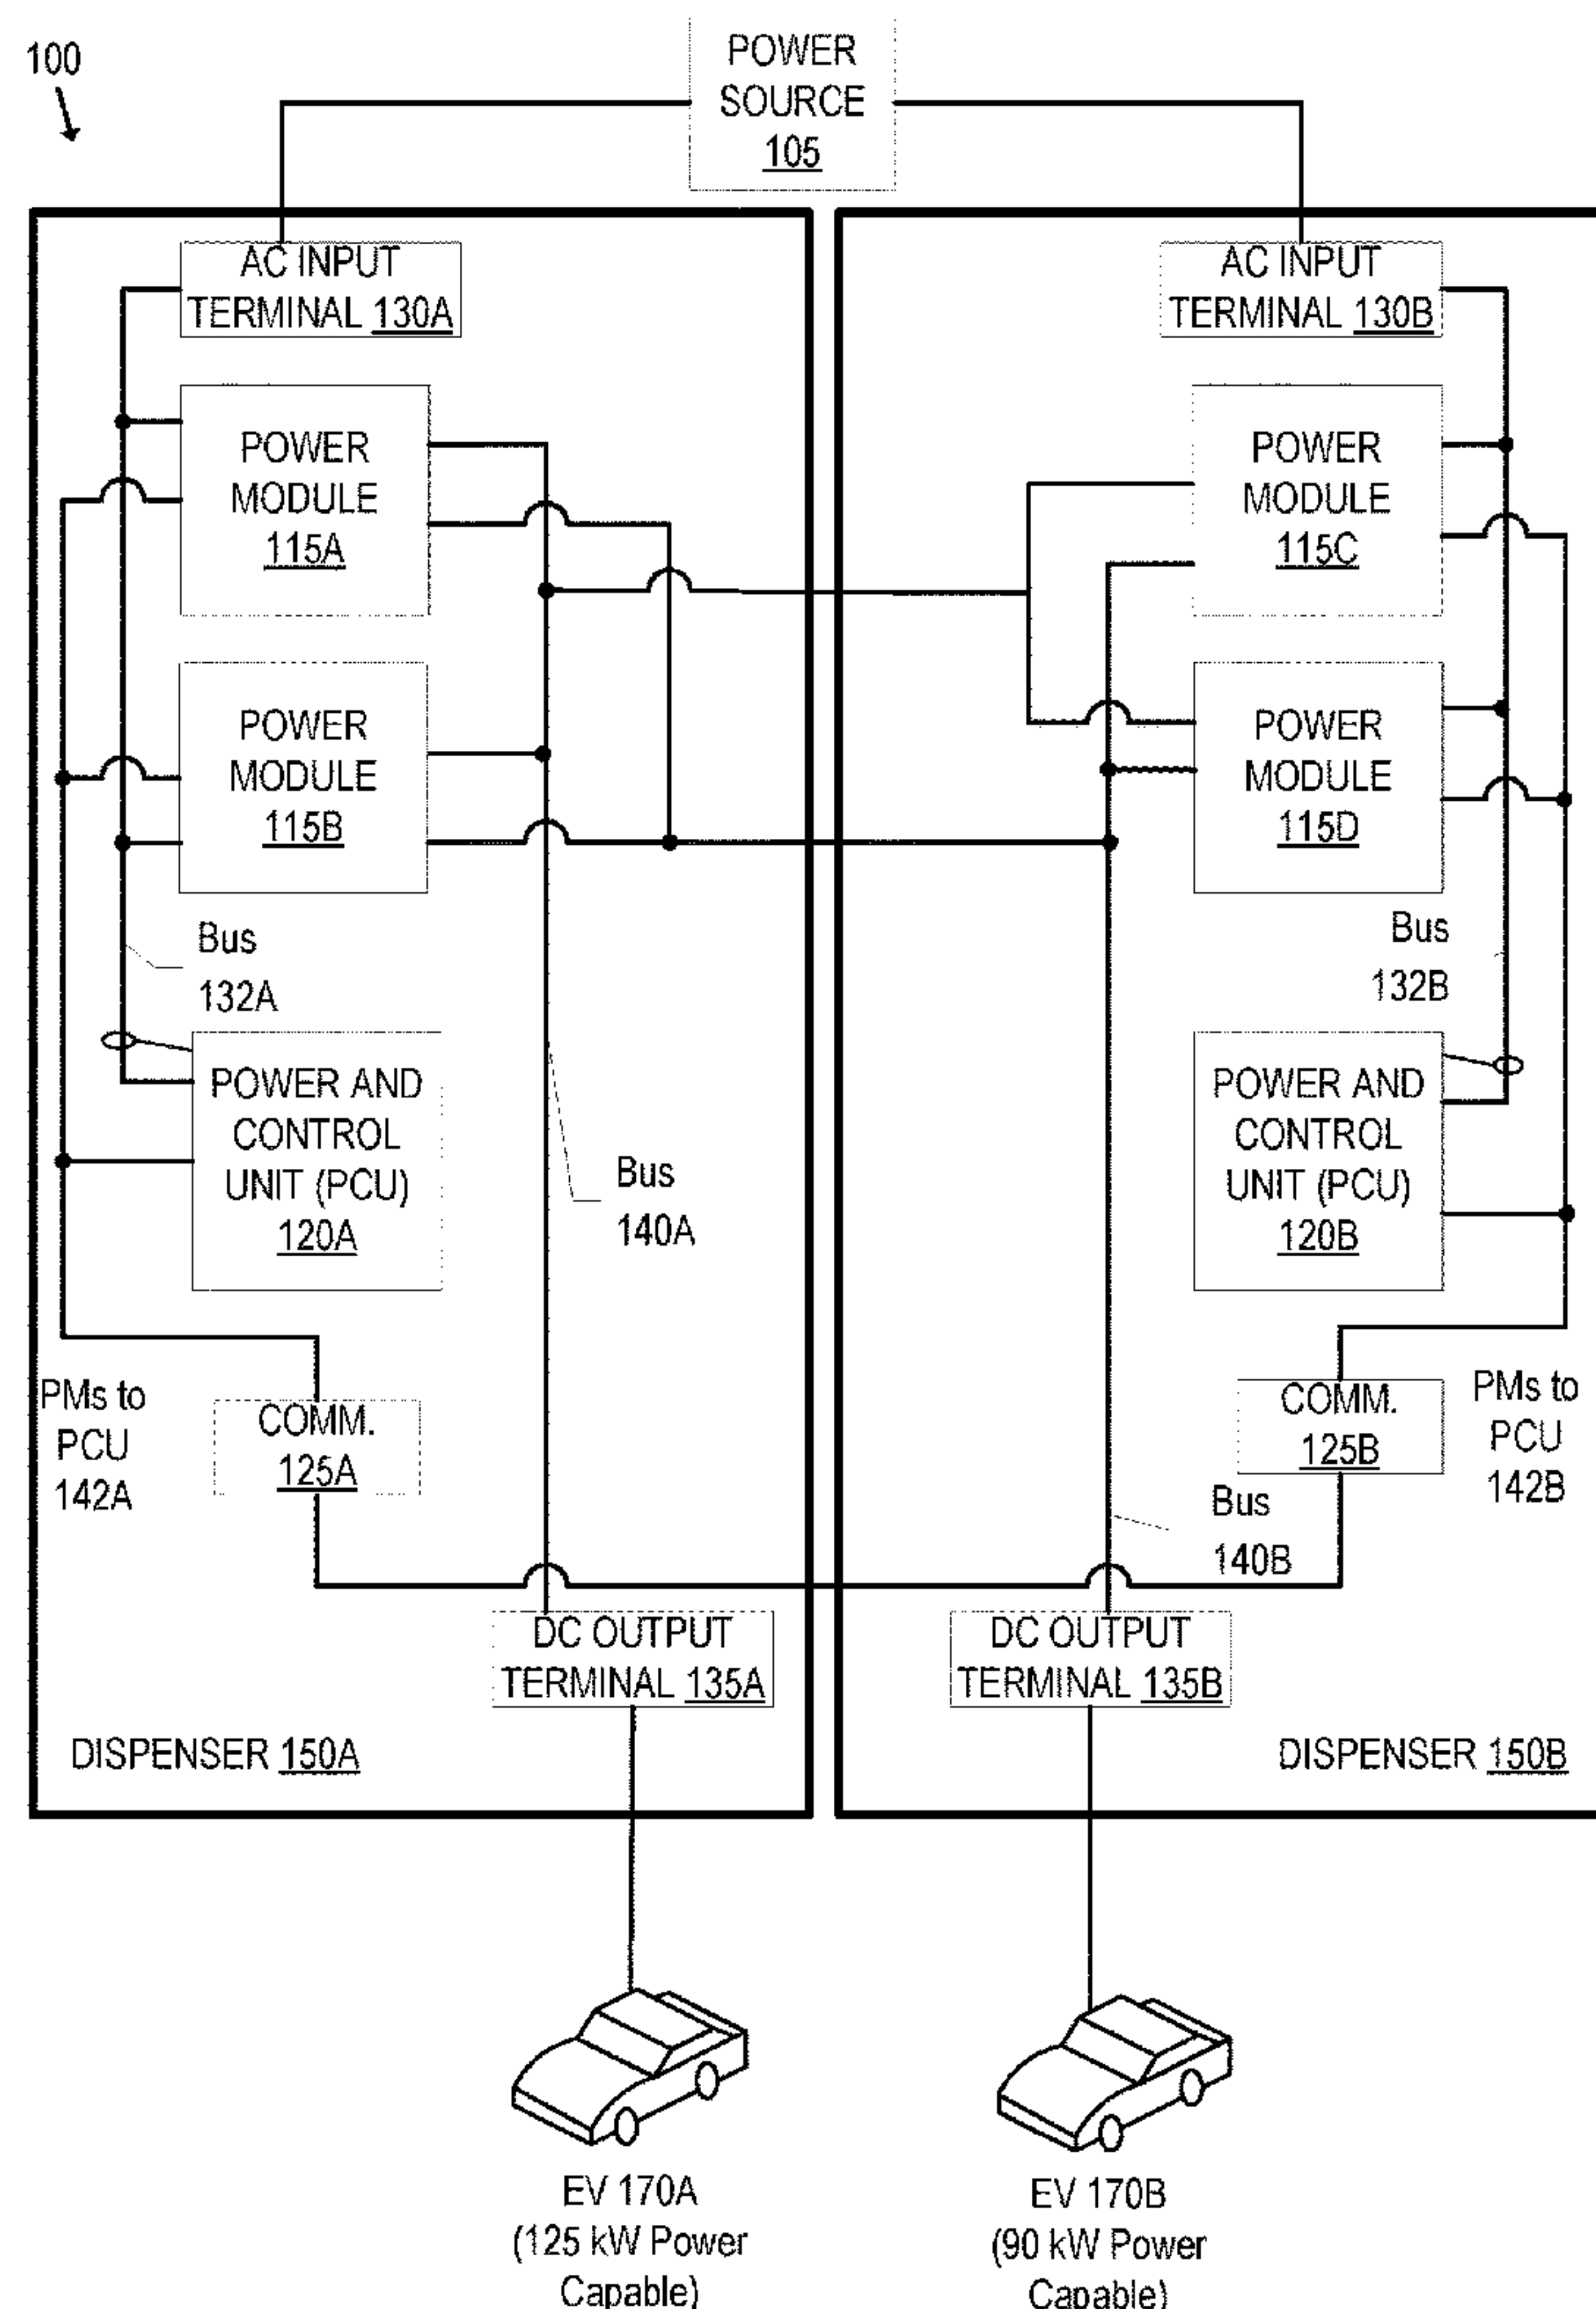 100
POWER
SOURCE
105
AC INPUT
TERMINAL 130A
AC INPUT
TERMINAL 130B
POWER
MODULE
115A
POWER
MODULE
115C
POWER
MODULE
115B
POWER
MODULE
115D
Bus
132A
Bus
132B
POWER AND
CONTROL
UNIT (PCU)
120A
POWER AND
CONTROL
UNIT (PCU)
120B
Bus
140A
PMs to
PCU
142A
COMM.
125A
COMM.
125B
PMs to
PCU
142B
Bus
140B
DC OUTPUT
TERMINAL 135A
DC OUTPUT
TERMINAL 135B
DISPENSER 150A
DISPENSER 150B
EV 170A
(125 kW Power
Capable)
EV 170B
(90 kW Power
Capable)